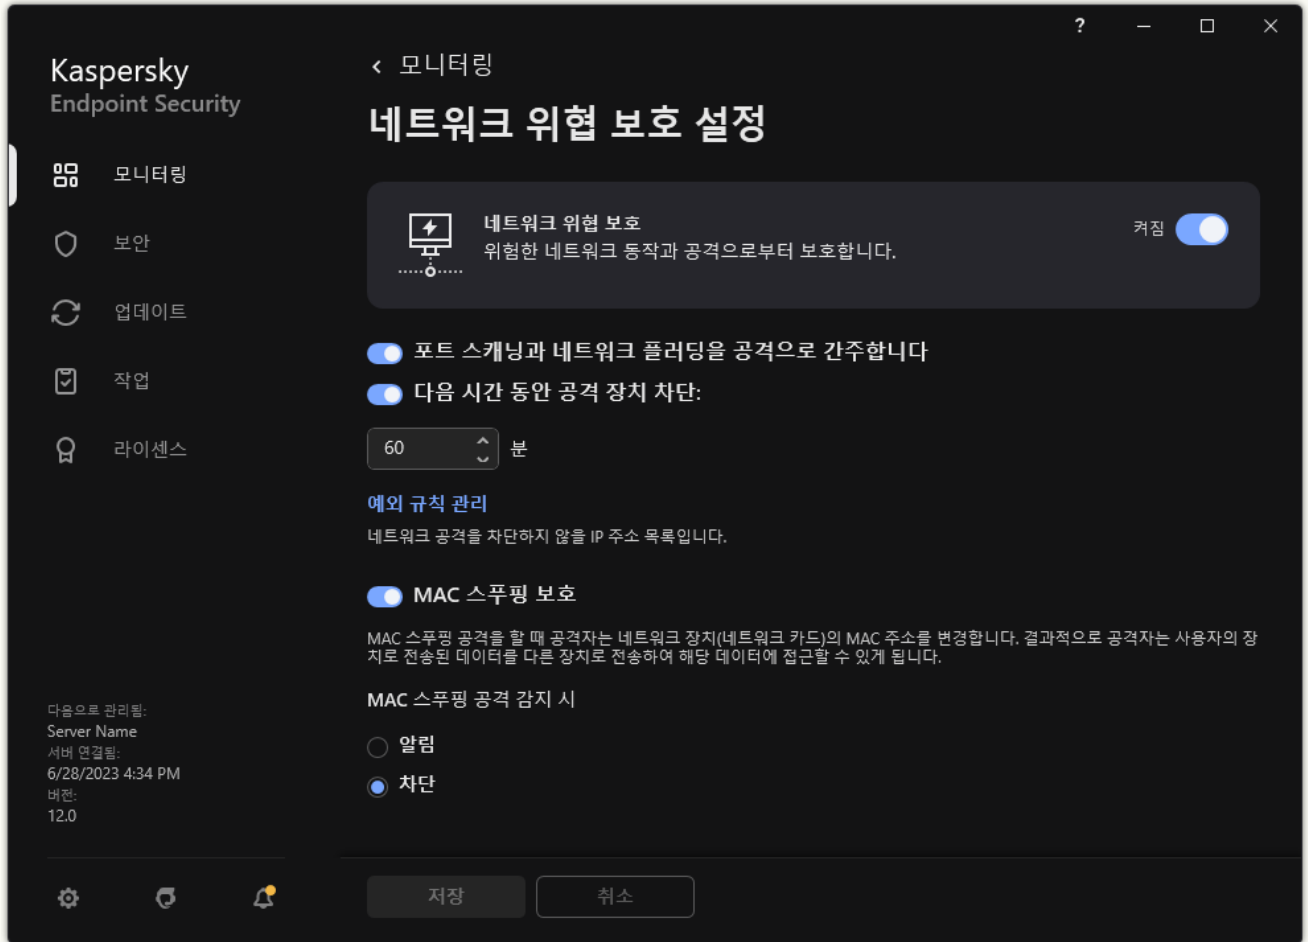 ?
Kaspersky
Endpoint Security
모니터링
보안
업데이트
작업
라이센스
다음으로 관리됨:
Server Name
서버 연결됨:
6/28/2023 4:34 PM
버전:
12.0
모니터링
네트워크 위협 보호 설정
네트워크 위협 보호
위험한 네트워크 동작과 공격으로부터 보호합니다.
켜짐
포트 스캐닝과 네트워크 플러딩을 공격으로 간주합니다
다음 시간 동안 공격 장치 차단:
60 분
예외 규칙 관리
네트워크 공격을 차단하지 않을 IP 주소 목록입니다.
MAC 스푸핑 보호
MAC 스푸핑 공격을 할 때 공격자는 네트워크 장치(네트워크 카드)의 MAC 주소를 변경합니다. 결과적으로 공격자는 사용자의 장
치로 전송된 데이터를 다른 장치로 전송하여 해당 데이터에 접근할 수 있게 됩니다.
MAC 스푸핑 공격 감지 시
알림
차단
저장
취소